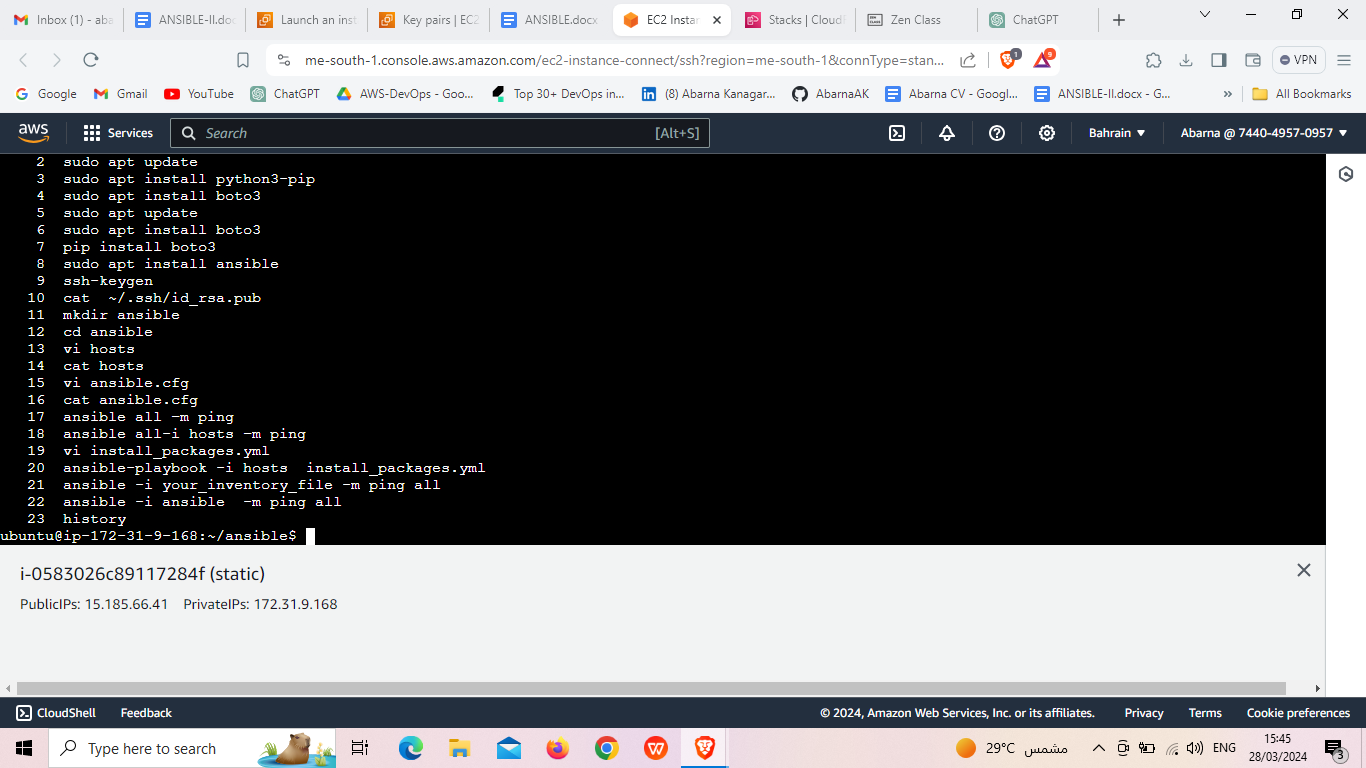 Inbox (1) - aba
ANSIBLE-II.doc
Launch an inst
Key pairs | EC2
ANSIBLE.docx
EC2 Instan
Stacks | Cloudf
Zen Class
ChatGPT
me-south-1.console.aws.amazon.com/ec2-instance-connect/ssh?region=me-south-1&connType=stan...
1
9
VPN
Google
Gmail
YouTube
ChatGPT
AWS-DevOps - Goo...
Top 30+ DevOps in...
(8) Abarna Kanagar...
AbarnaAK
Abarna CV - Googl...
ANSIBLE-II.docx - G...
»
All Bookmarks
aws
Services
Search
[Alt+S]
Bahrain
Abarna @ 7440-4957-0957
2 sudo apt update
3 sudo apt install python3-pip
4 sudo apt install boto3
5 sudo apt update
6 sudo apt install boto3
7 pip install boto3
8 sudo apt install ansible
9 ssh-keygen
10 cat  ~/.ssh/id_rsa.pub
11 mkdir ansible
12 cd ansible
13 vi hosts
14 cat hosts
15 vi ansible.cfg
16 cat ansible.cfg
17 ansible all -m ping
18 ansible all-i hosts -m ping
19 vi install_packages.yml
20 ansible-playbook -i hosts  install_packages.yml
21 ansible -i your_inventory_file -m ping all
22 ansible -i ansible  -m ping all
23 history
ubuntu@ip-172-31-9-168:~/ansible$
i-0583026c89117284f (static)
PublicIPs: 15.185.66.41 PrivateIPs: 172.31.9.168
CloudShell
Feedback
© 2024, Amazon Web Services, Inc. or its affiliates.
Privacy
Terms
Cookie preferences
Type here to search
29°C مشمس
ENG
15:45
28/03/2024
3